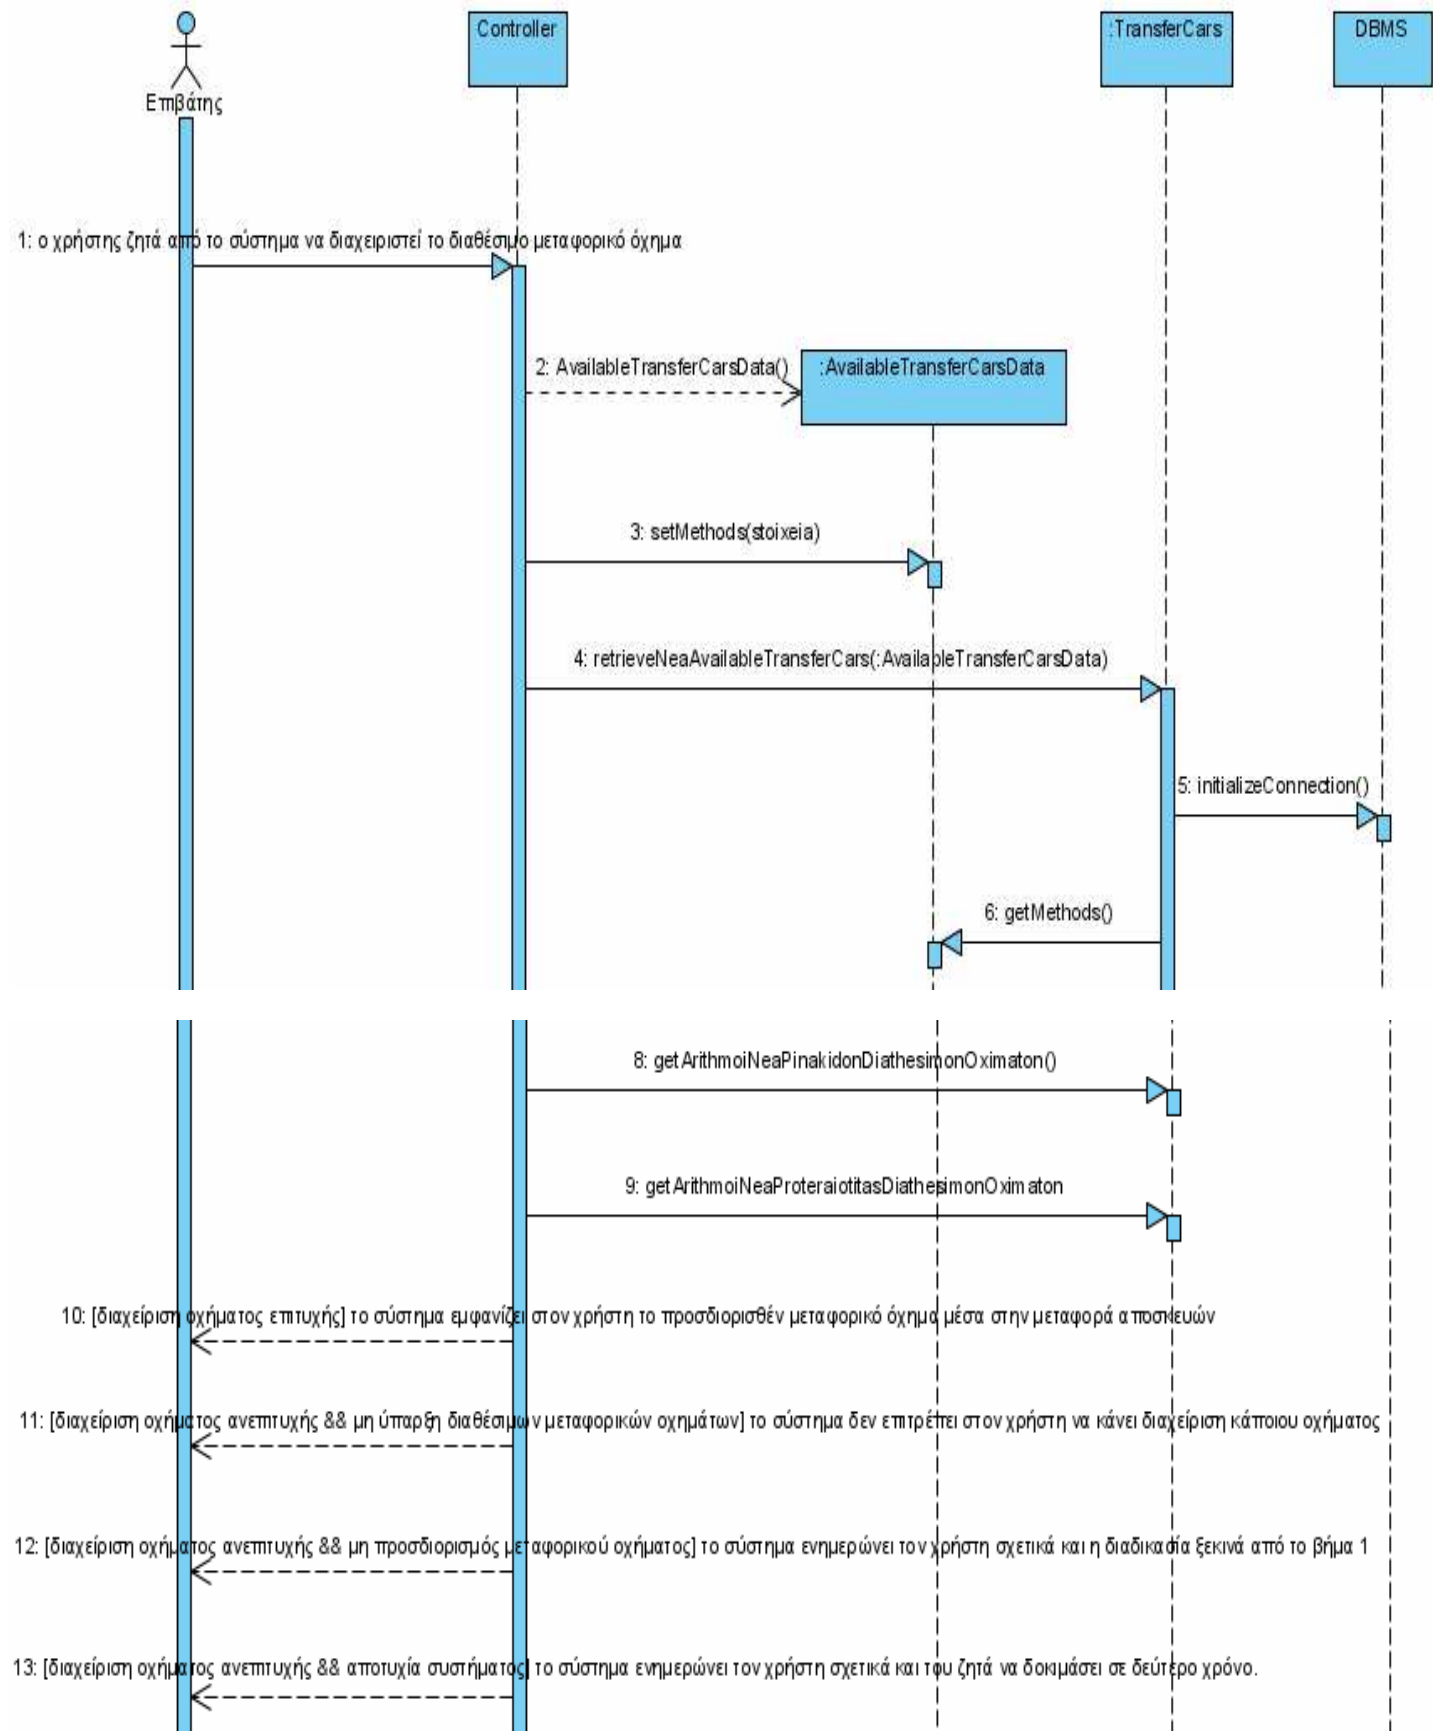 Controller
:TransferCars
DBMS
Επιβάτης
1: ο χρήστης ζητά από το σύστημα να διαχειριστεί το διαθέσιμο μεταφορικό όχημα
2: AvailableTransferCarsData()
:AvailableTransferCarsData
3: setMethods(stoixeia)
4: retrieveNeaAvailableTransferCars(:AvailableTransferCarsData)
5: initializeConnection()
6: getMethods()
8: getArithmoiNeaPinakidonDiathesimonOximaton()
9: getArithmoiNeaProteraiotitasDiathesimonOximaton
10: [διαχείριση οχήματος επιτυχής] το σύστημα εμφανίζει στον χρήστη το προσδιορισθέν μεταφορικό όχημα μέσα στην μεταφορά αποσκευών
11: [διαχείριση οχήματος ανεπιτυχής && μη ύπαρξη διαθέσιμων μεταφορικών οχημάτων] το σύστημα δεν επιτρέπει στον χρήστη να κάνει διαχείριση κάποιου οχήματος
12: [διαχείριση οχήματος ανεπιτυχής && μη προσδιορισμός μεταφορικού οχήματος] το σύστημα ενημερώνει τον χρήστη σχετικά και η διαδικασία ξεκινά από το βήμα 1
13: [διαχείριση οχήματος ανεπιτυχής && αποτυχία συστήματος] το σύστημα ενημερώνει τον χρήστη σχετικά και του ζητά να δοκιμάσει σε δεύτερο χρόνο.